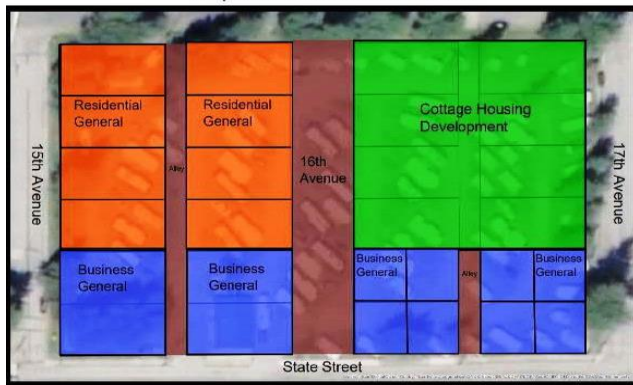 Residential
General
Residential
General
Cottage Housing
Development
15th Avenue
Alley
16th
Avenue
17th Avenue
Business
General
Business
General
Business
General
Alley
Business
General
State Street